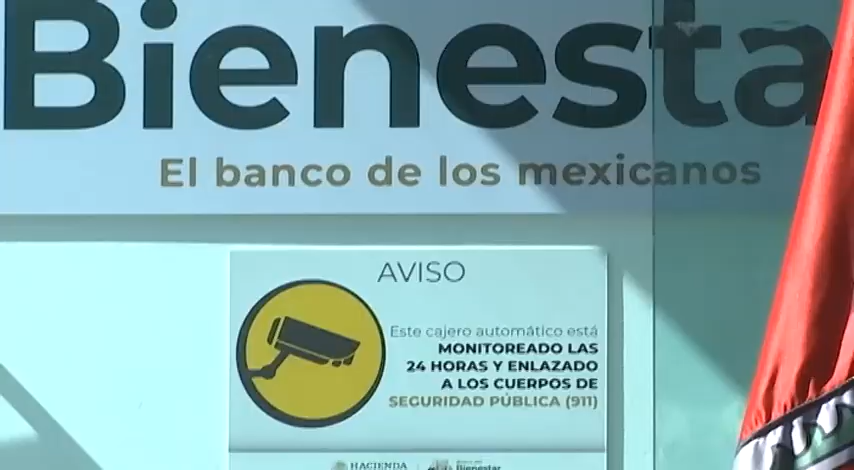 Bienesta
El banco de los mexicanos
AVISO
Este cajero automático está
MONITOREADO LAS
24 HORAS Y ENLAZADO
A LOS CUERPOS DE
SEGURIDAD PÚBLICA (911)
HACIENDA
Bienestar